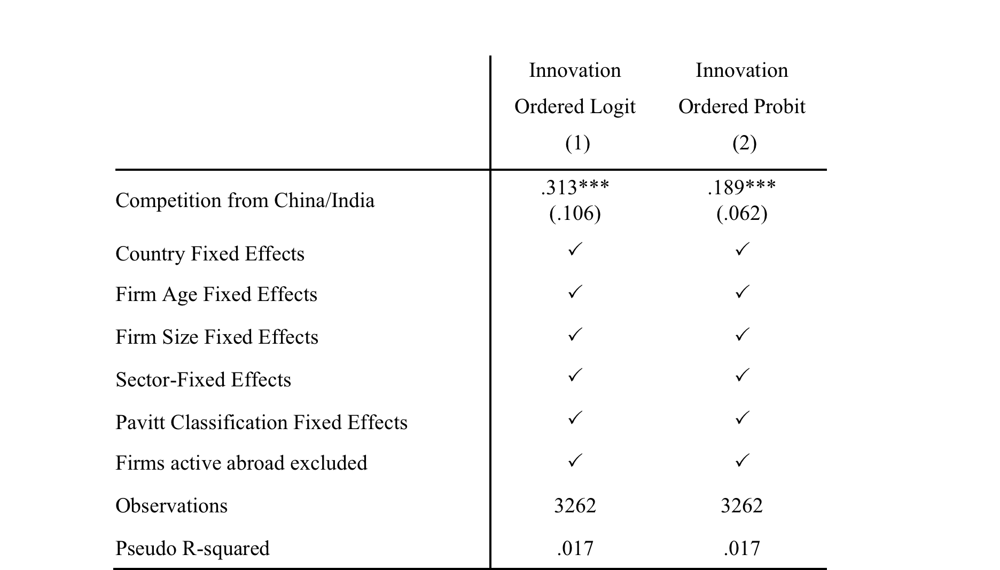 Innovation Innovation
Ordered Logit Ordered Probit
(1) (2)
Competition from China/India .313*** .189***
(.106) (.062)
Country Fixed Effects ✓ ✓
Firm Age Fixed Effects ✓ ✓
Firm Size Fixed Effects ✓ ✓
Sector-Fixed Effects ✓ ✓
Pavitt Classification Fixed Effects ✓ ✓
Firms active abroad excluded ✓ ✓
Observations 3262 3262
Pseudo R-squared .017 .017